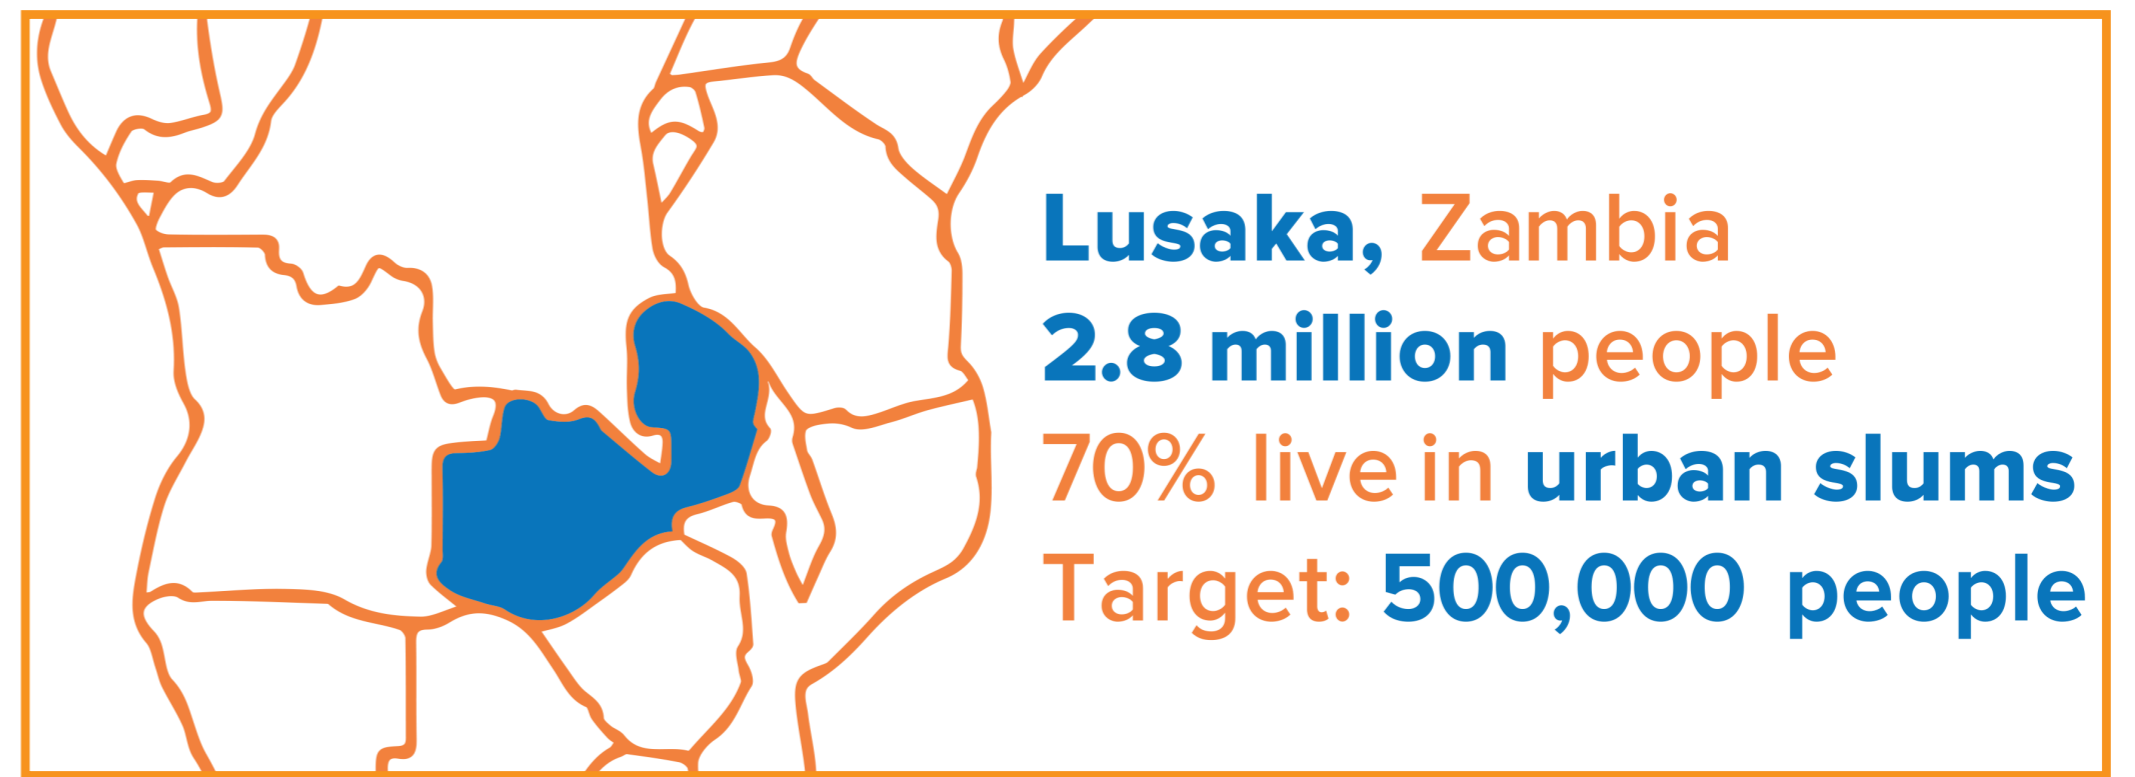 Lusaka, Zambia
2.8 million people
70% live in urban slums
Target: 500,000 people